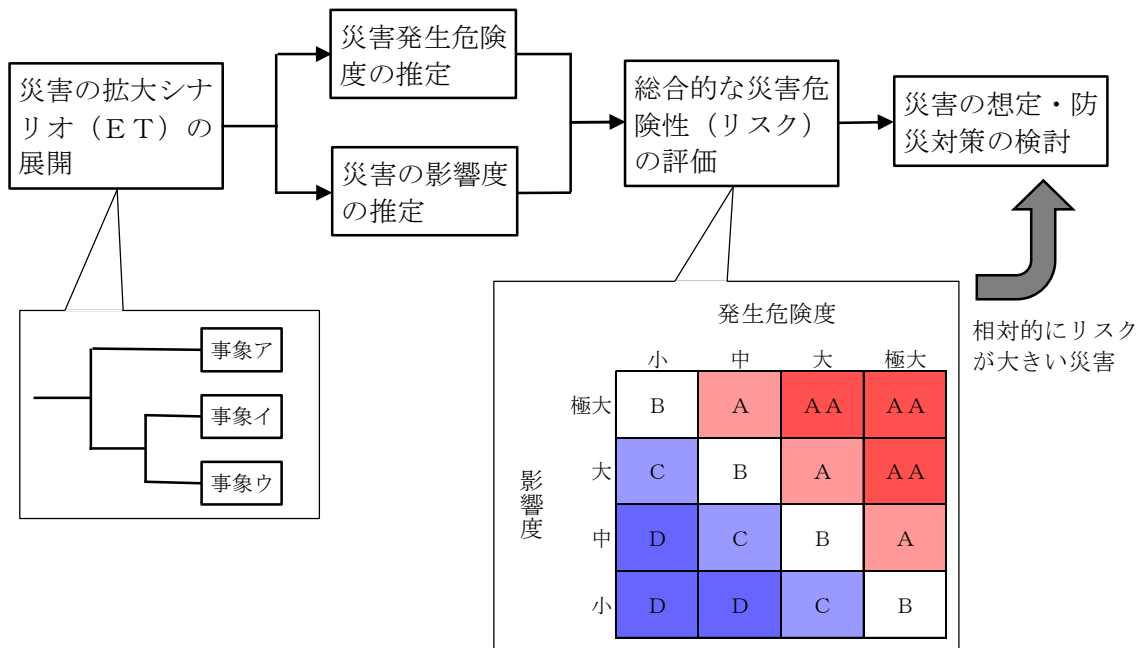 災害の拡大シナ
リオ（ＥＴ）の
展開
災害発生危険
度の推定
災害の影響度
の推定
総合的な災害危
険性（リスク）
の評価
災害の想定・防
災対策の検討
相対的にリスク
が大きい災害
事象ア
事象イ
事象ウ
発生危険度
小 中 大 極大
影響度
極大 Ｂ Ａ ＡＡ ＡＡ
大 Ｃ Ｂ Ａ ＡＡ
中 Ｄ Ｃ Ｂ Ａ
小 Ｄ Ｄ Ｃ Ｂ